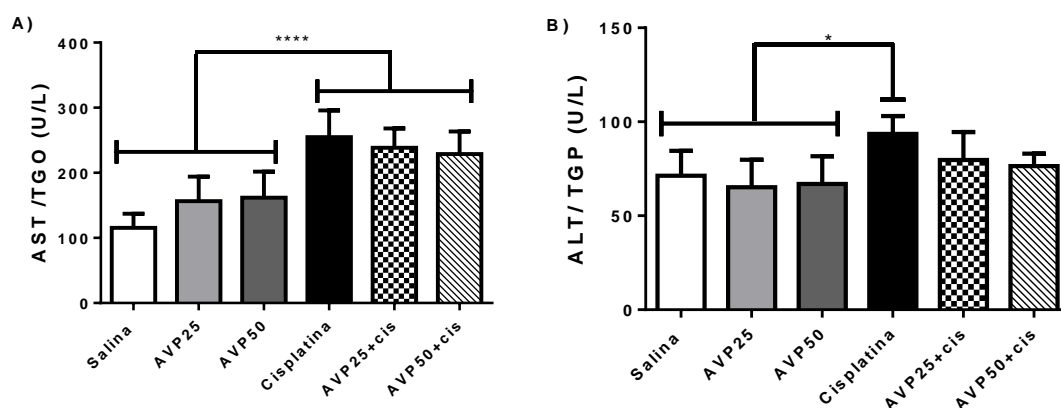 A)
****
AST /TGO (U/L)
400
300
200
100
0
Salina
AVP25
AVP50
Cisplatina
AVP25+cis
AVP50+cis
B)
*
ALT/ TGP (U/L)
150
100
50
0
Salina
AVP25
AVP50
Cisplatina
AVP25+cis
AVP50+cis